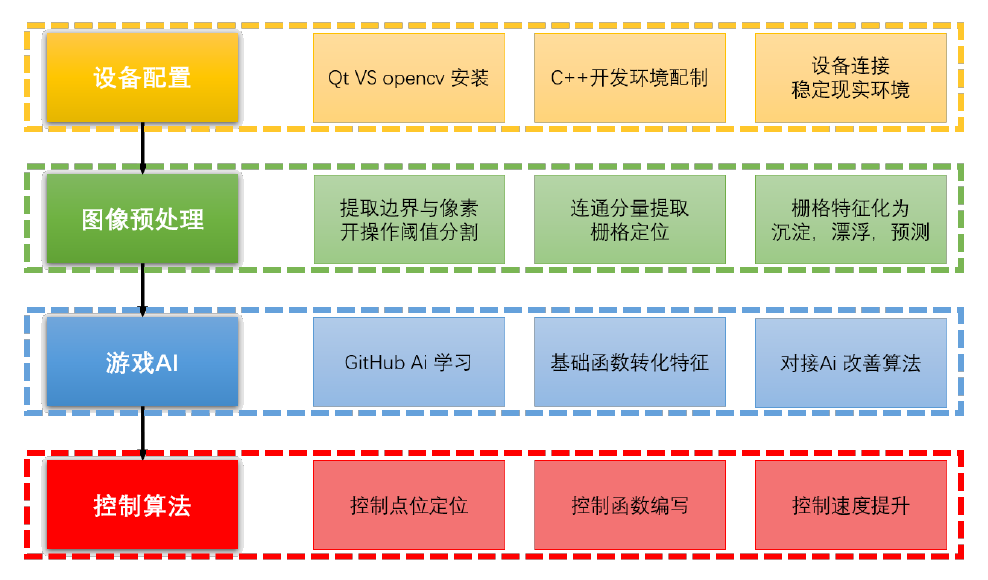 设备配置
Qt VS opencv 安装
C++开发环境配制
设备连接
稳定现实环境
图像预处理
提取边界与像素
开操作阈值分割
连通分量提取
栅格定位
栅格特征化为
沉淀，漂浮，预测
游戏AI
GitHub Ai 学习
基础函数转化特征
对接Ai 改善算法
控制算法
控制点位定位
控制函数编写
控制速度提升